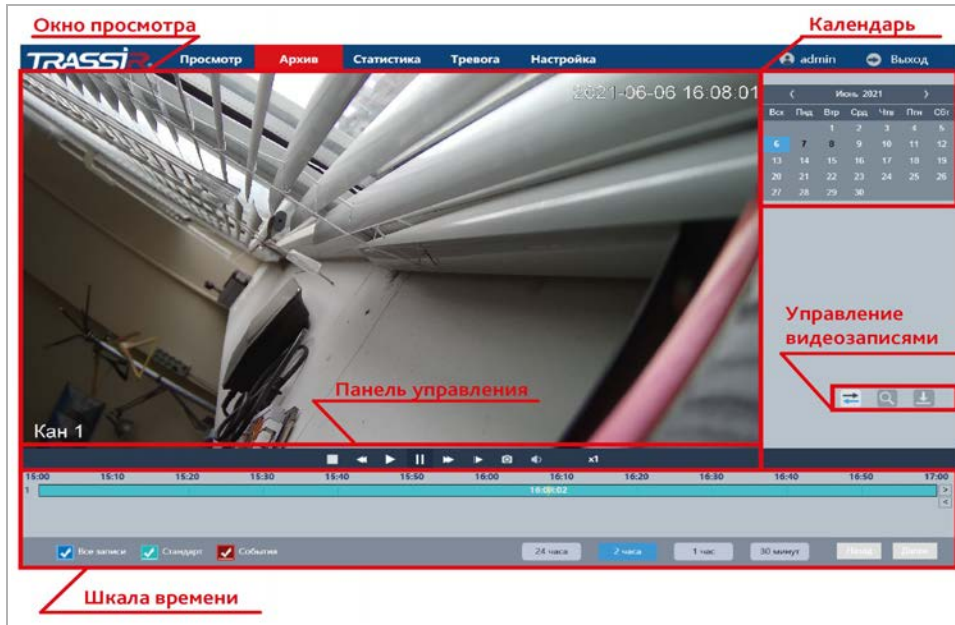 Окно просмотра
Календарь
TRASSIR
Просмотр Архив Статистика Тревога Настройка admin Выход
2021-06-06 16:08:01
Июнь 2021
Вск Пнд Втр Срд Чтв Птн Сбт
1 2 3 4 5
6 7 8 9 10 11 12
13 14 15 16 17 18 19
20 21 22 23 24 25 26
27 28 29 30
Управление
видеозаписями
Панель управления
Кан 1
x1
15:00 15:10 15:20 15:30 15:40 15:50 16:00 16:10 16:20 16:30 16:40 16:50 17:00
1 16:08:02
Все записи Стандарт События 24 часа 2 часа 1 час 30 минут Назад Далее
Шкала времени